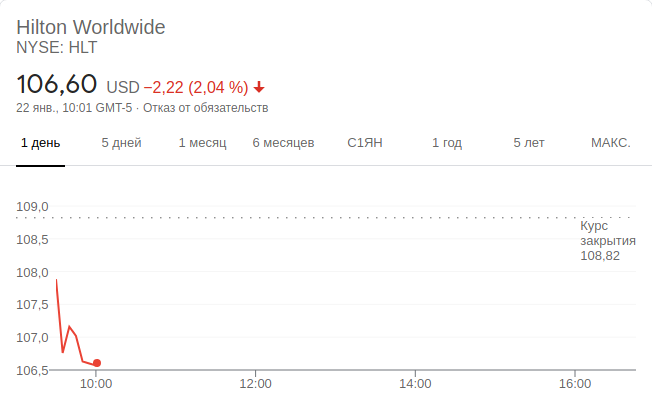 Hilton Worldwide
NYSE: HLT
106,60 USD −2,22 (2,04 %)
22 янв., 10:01 GMT-5 · Отказ от обязательств
1 день 5 дней 1 месяц 6 месяцев С1ЯН 1 год 5 лет МАКС.
109,0
Курс
закрытия
108,82
108,5
108,0
107,5
107,0
106,5
10:00 12:00 14:00 16:00